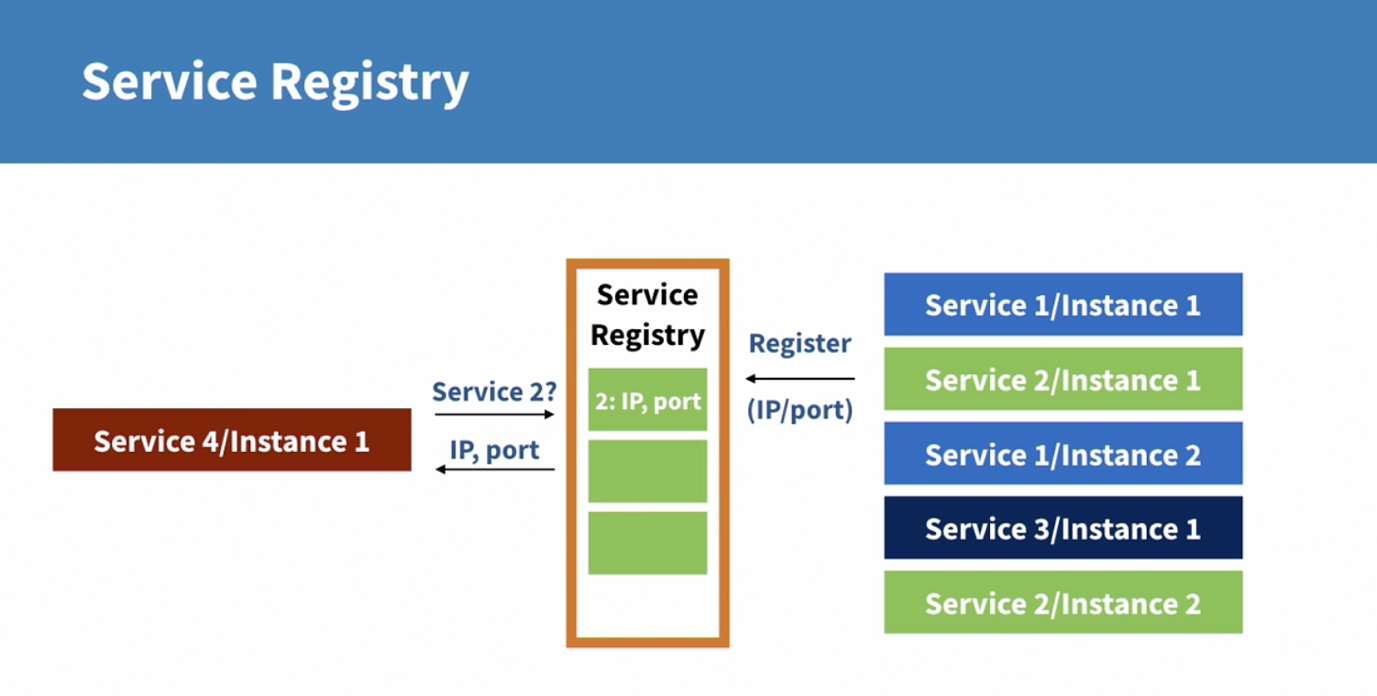 Service Registry
Service
Registry
2: IP, port
Service 2?
IP, port
Service 4/Instance 1
Register
(IP/port)
Service 1/Instance 1
Service 2/Instance 1
Service 1/Instance 2
Service 3/Instance 1
Service 2/Instance 2